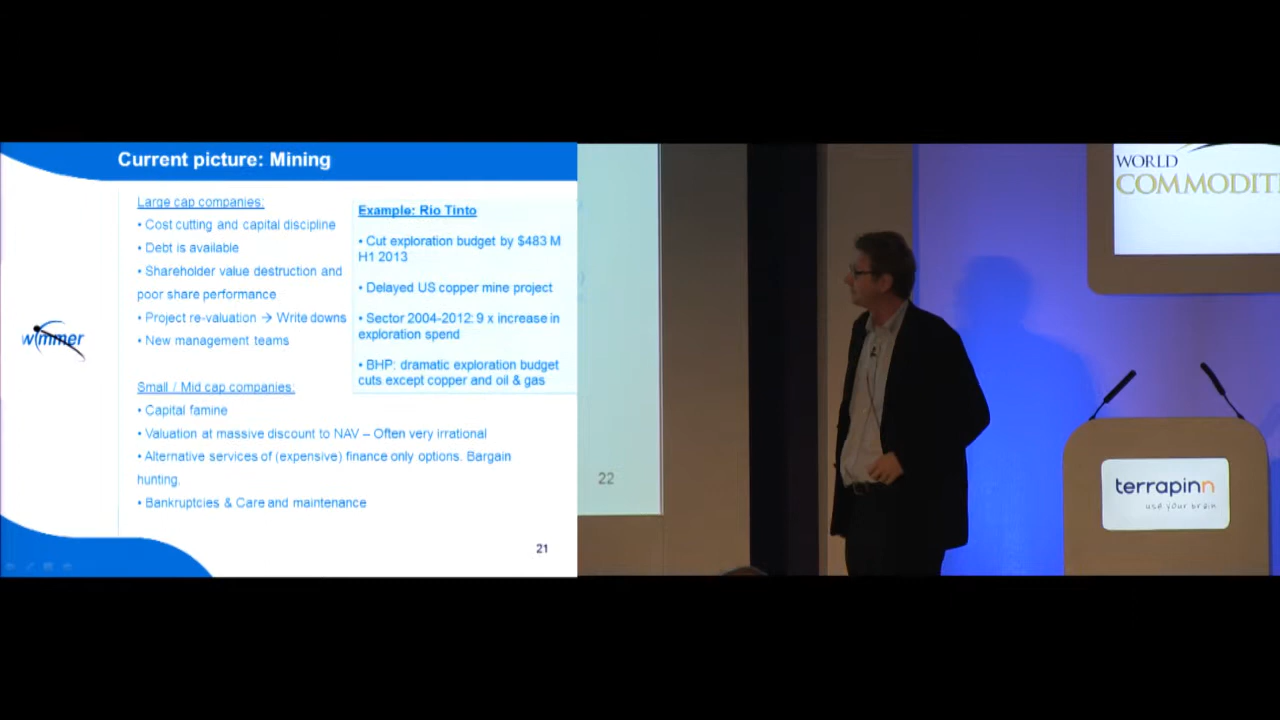 Current picture: Mining
Large cap companies:
• Cost cutting and capital discipline
• Debt is available
• Shareholder value destruction and
poor share performance
• Project re-valuation → Write downs
• New management teams
Small / Mid cap companies:
• Capital famine
• Valuation at massive discount to NAV – Often very irrational
• Alternative services of (expensive) finance only options. Bargain
hunting.
• Bankruptcies & Care and maintenance
Example: Rio Tinto
• Cut exploration budget by $483 M
H1 2013
• Delayed US copper mine project
• Sector 2004-2012: 9 x increase in
exploration spend
• BHP: dramatic exploration budget
cuts except copper and oil & gas
wimmer
21
22
WORLD
COMMODITI
terrapinn
use your brain